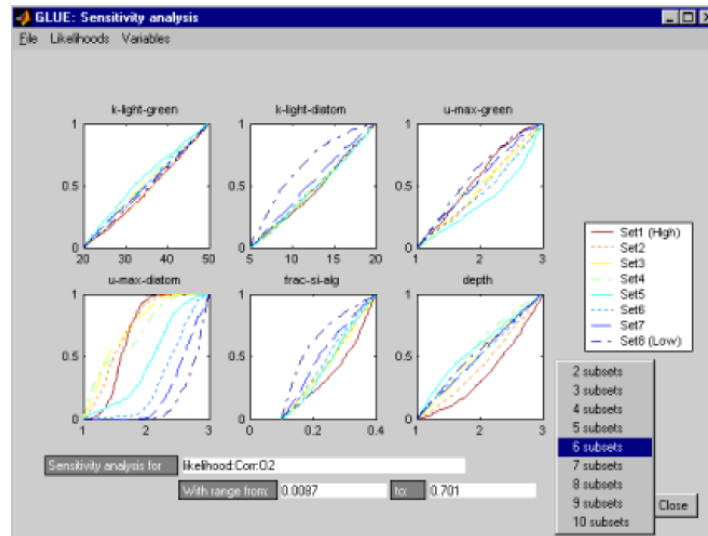 GLUE: Sensitivity analysis
File Likelihoods Variables
k-light-green
k-light-diatom
u-max-green
1
0.5
0
20 30 40 50
1
0.5
0
5 10 15 20
1
0.5
0
1 2 3
u-max-diatom
frac-si-alg
depth
1
0.5
0
1 2 3
1
0.5
0
0 0.2 0.4
1
0.5
0
1 2 3
Set1 (High)
Set2
Set3
Set4
Set5
Set6
Set7
Set8 (Low)
2 subsets
3 subsets
4 subsets
5 subsets
6 subsets
7 subsets
8 subsets
9 subsets
10 subsets
Sensitivity analysis for likelihood:Corr:O2
With range from: 0.0087 to: 0.701
Close